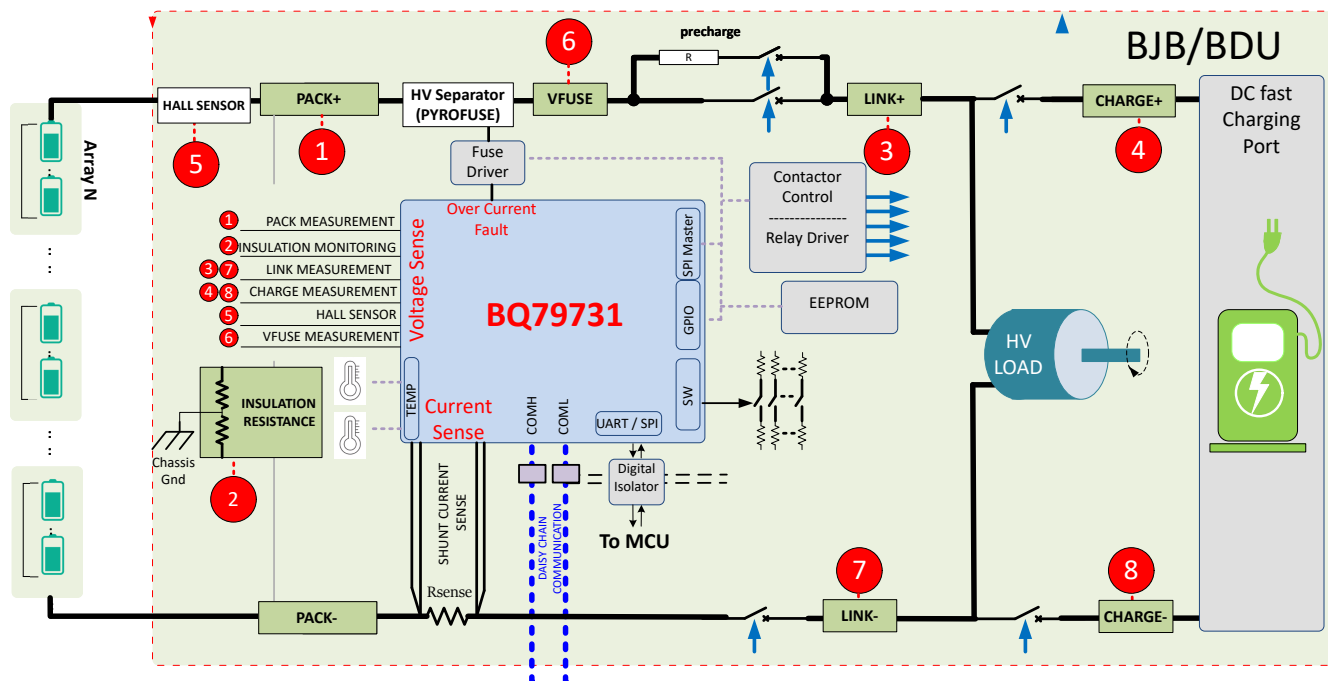 BJB/BDU
6
precharge
R
HALL SENSOR
PACK+
HV Separator
(PYROFUSE)
VFUSE
LINK+
CHARGE+
DC fast
Charging
Port
Array N
5
1
3
4
Fuse
Driver
Contactor
Control
----------------
Relay Driver
Over Current
Fault
1 PACK MEASUREMENT
2 INSULATION MONITORING
3 7 LINK MEASUREMENT
4 8 CHARGE MEASUREMENT
5 HALL SENSOR
6 VFUSE MEASUREMENT
Voltage Sense
BQ79731
SPI Master
GPIO
SW
EEPROM
HV
LOAD
INSULATION
RESISTANCE
Chassis
Gnd
2
TEMP
Current
Sense
COMH
COML
UART / SPI
Digital
Isolator
To MCU
SHUNT CURRENT
SENSE
DAISY CHAIN
COMMUNICATION
Rsense
7
8
PACK-
LINK-
CHARGE-